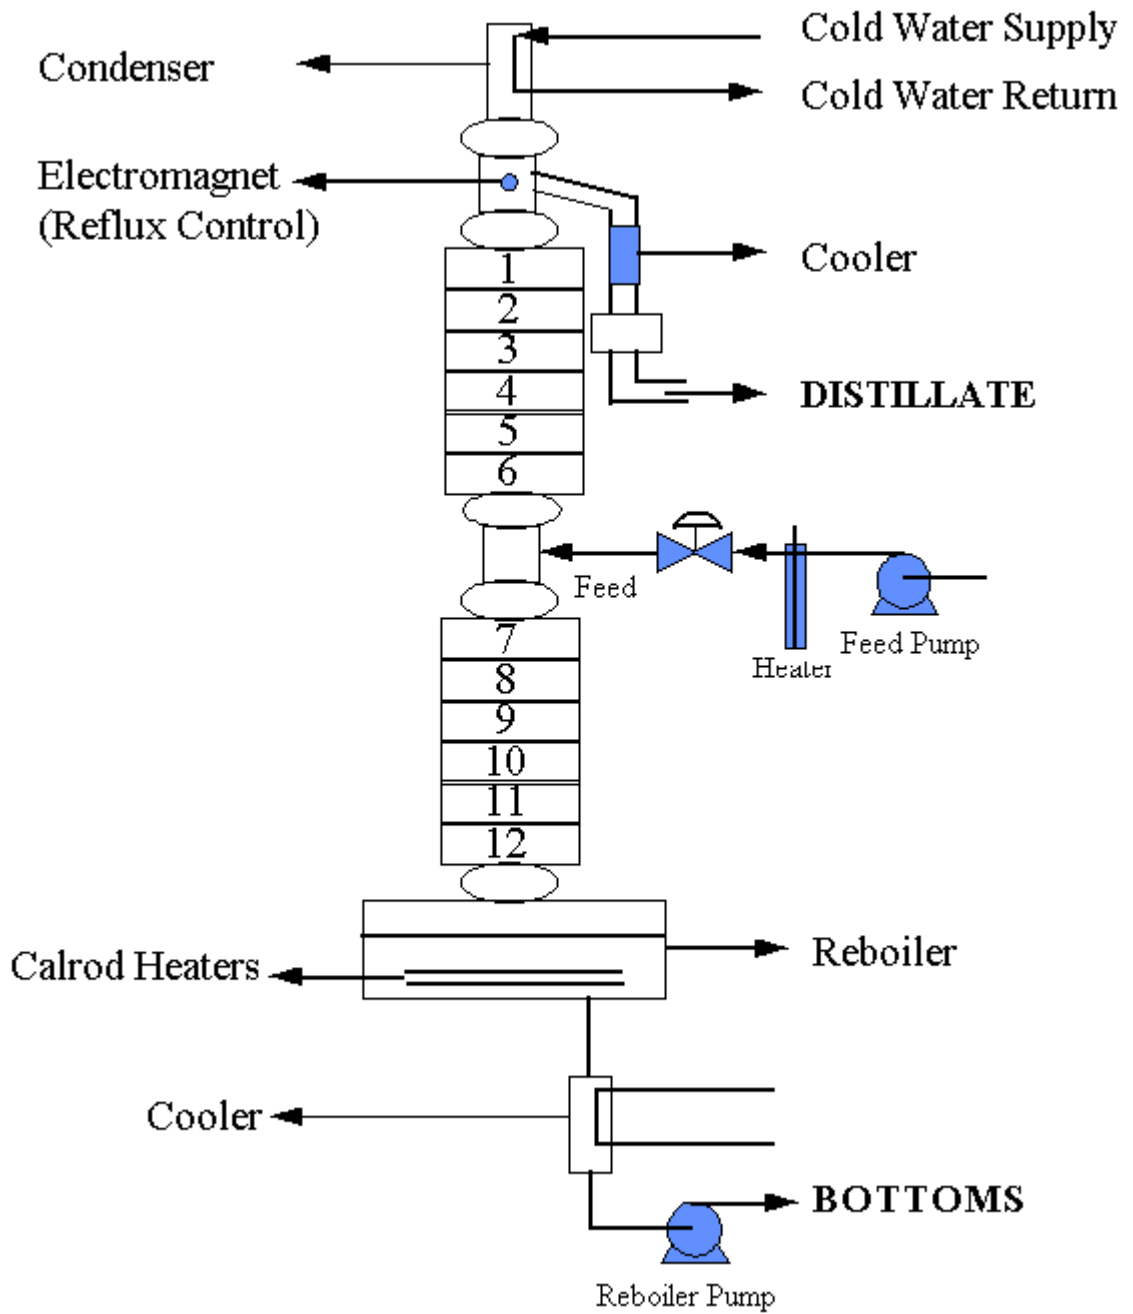 Cold Water Supply
Condenser
Cold Water Return
Electromagnet
(Reflux Control)
Cooler
1
2
3
4
DISTILLATE
5
6
Feed
Feed Pump
Heater
7
8
9
10
11
12
Calrod Heaters
Reboiler
Cooler
BOTTOMS
Reboiler Pump